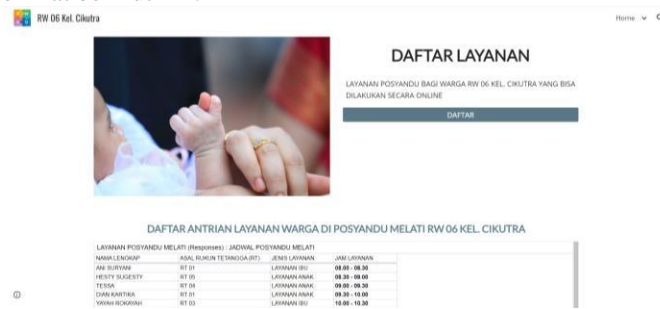 RW 06 Kel. Cikutra
Home
DAFTAR LAYANAN
LAYANAN POSYANDU BAGI WARGA RW 06 KEL. CIKUTRA YANG BISA
DILAKUKAN SECARA ONLINE
DAFTAR
DAFTAR ANTRIAN LAYANAN WARGA DI POSYANDU MELATI RW 06 KEL. CIKUTRA
LAYANAN POSYANDU MELATI (Responses) : JADWAL POSYANDU MELATI
NAMA LENGKAP ASAL RUKUN TETANGGA (RT) JENIS LAYANAN JAM LAYANAN
ANI SURYANI RT 01 LAYANAN IBU 08.00 - 08.30
HESTY SUGESTY RT 05 LAYANAN ANAK 08.30 - 09.00
TESSA RT 04 LAYANAN ANAK 09.00 - 09.30
DIAN KARTIKA RT 01 LAYANAN ANAK 09.30 - 10.00
YAYAH ROKAYAH RT 03 LAYANAN IBU 10.00 - 10.30